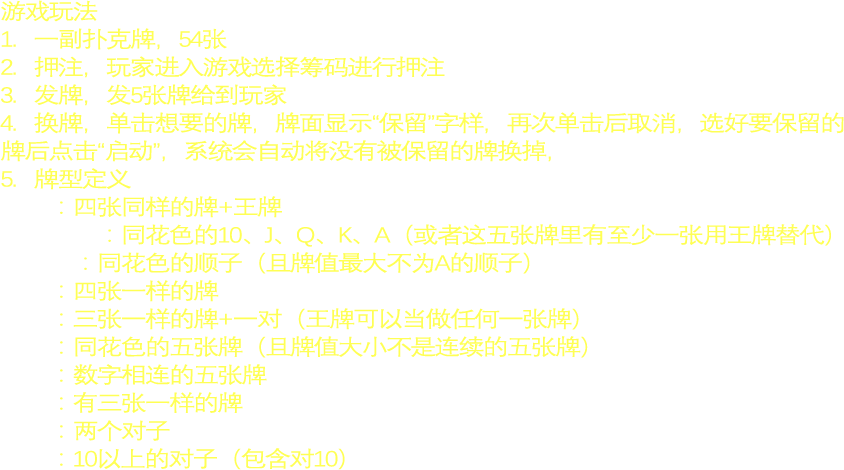 游戏玩法
1. 一副扑克牌，54张
2. 押注，玩家进入游戏选择筹码进行押注
3. 发牌，发5张牌给到玩家
4. 换牌，单击想要的牌，牌面显示“保留”字样，再次单击后取消，选好要保留的
牌后点击“启动”，系统会自动将没有被保留的牌换掉，
5. 牌型定义
：四张同样的牌+王牌
：同花色的10、J、Q、K、A（或者这五张牌里有至少一张用王牌替代）
：同花色的顺子（且牌值最大不为A的顺子）
：四张一样的牌
：三张一样的牌+一对（王牌可以当做任何一张牌）
：同花色的五张牌（且牌值大小不是连续的五张牌）
：数字相连的五张牌
：有三张一样的牌
：两个对子
：10以上的对子（包含对10）